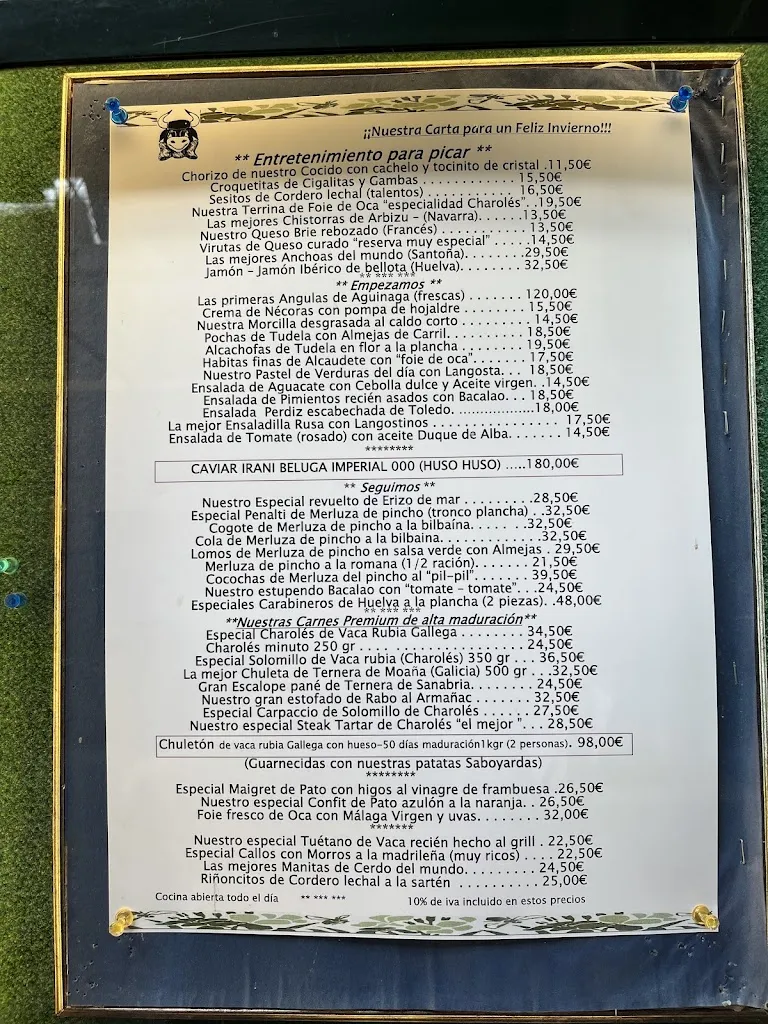 ¡¡Nuestra Carta para un Feliz Invierno!!!
** Entretenimiento para picar **
Chorizo de nuestro Cocido con cachelo y tocinito de cristal .11,50€
Croquetitas de Cigalitas y Gambas . . . . . . . . . . . . 15,50€
Sesitos de Cordero lechal (talentos) . . . . . . . . . . 16,50€
Nuestra Terrina de Foie de Oca "especialidad Charolés". .19,50€
Las mejores Chistorras de Arbizu - (Navarra). . . . . .13,50€
Nuestro Queso Brie rebozado (Francés) . . . . . . . . . 13,50€
Virutas de Queso curado "reserva muy especial" . . . . .14,50€
Las mejores Anchoas del mundo (Santoña). . . . . . . .29,50€
Jamón - Jamón Ibérico de bellota (Huelva). . . . . . . . 32,50€
** *** ***
** Empezamos **
Las primeras Angulas de Aguinaga (frescas) . . . . . . . 120,00€
Crema de Nécoras con pompa de hojaldre . . . . . . . . 15,50€
Nuestra Morcilla desgrasada al caldo corto . . . . . . . . . 14,50€
Pochas de Tudela con Almejas de Carril. . . . . . . . . 18,50€
Alcachofas de Tudela en flor a la plancha . . . . . . . . 19,50€
Habitas finas de Alcaudete con "foie de oca". . . . . . . 17,50€
Nuestro Pastel de Verduras del día con Langosta. . . 18,50€
Ensalada de Aguacate con Cebolla dulce y Aceite virgen. .14,50€
Ensalada de Pimientos recién asados con Bacalao. . . 18,50€
Ensalada Perdiz escabechada de Toledo. ..................18,00€
La mejor Ensaladilla Rusa con Langostinos . . . . . . . . . . . . . . 17,50€
Ensalada de Tomate (rosado) con aceite Duque de Alba. . . . . . . 14,50€
********
CAVIAR IRANI BELUGA IMPERIAL 000 (HUSO HUSO) .....180,00€
** Seguimos **
Nuestro Especial revuelto de Erizo de mar . . . . . . . . .28,50€
Especial Penalti de Merluza de pincho (tronco plancha) . .32,50€
Cogote de Merluza de pincho a la bilbaína. . . . . . .32,50€
Cola de Merluza de pincho a la bilbaina. . . . . . . . . . . .32,50€
Lomos de Merluza de pincho en salsa verde con Almejas . 29,50€
Merluza de pincho a la romana (1/2 ración). . . . . . . 21,50€
Cocochas de Merluza del pincho al "pil-pil". . . . . . . 39,50€
Nuestro estupendo Bacalao con "tomate - tomate". . .24,50€
Especiales Carabineros de Huelva a la plancha (2 piezas). .48,00€
** *** ***
**Nuestras Carnes Premium de alta maduración**
Especial Charolés de Vaca Rubia Gallega . . . . . . . . 34,50€
Charolés minuto 250 gr . . . . . . . . . . . . . . . . . . . . . 24,50€
Especial Solomillo de Vaca rubia (Charolés) 350 gr . . . 36,50€
La mejor Chuleta de Ternera de Moaña (Galicia) 500 gr . . .32,50€
Gran Escalope pané de Ternera de Sanabria. . . . . . . . 24,50€
Nuestro gran estofado de Rabo al Armañac . . . . . . . . 32,50€
Especial Carpaccio de Solomillo de Charolés . . . . . . 27,50€
Nuestro especial Steak Tartar de Charolés "el mejor ". . . 28,50€
Chuletón de vaca rubia Gallega con hueso-50 días maduración1kgr (2 personas). 98,00€
(Guarnecidas con nuestras patatas Saboyardas)
********
Especial Maigret de Pato con higos al vinagre de frambuesa .26,50€
Nuestro especial Confit de Pato azulón a la naranja. . 26,50€
Foie fresco de Oca con Málaga Virgen y uvas. . . . . . . . 32,00€
*******
Nuestro especial Tuétano de Vaca recién hecho al grill . 22,50€
Especial Callos con Morros a la madrileña (muy ricos) . . . . 22,50€
Las mejores Manitas de Cerdo del mundo. . . . . . . . . 24,50€
Riñoncitos de Cordero lechal a la sartén . . . . . . . . . . 25,00€
Cocina abierta todo el día ** *** *** 10% de iva incluido en estos precios